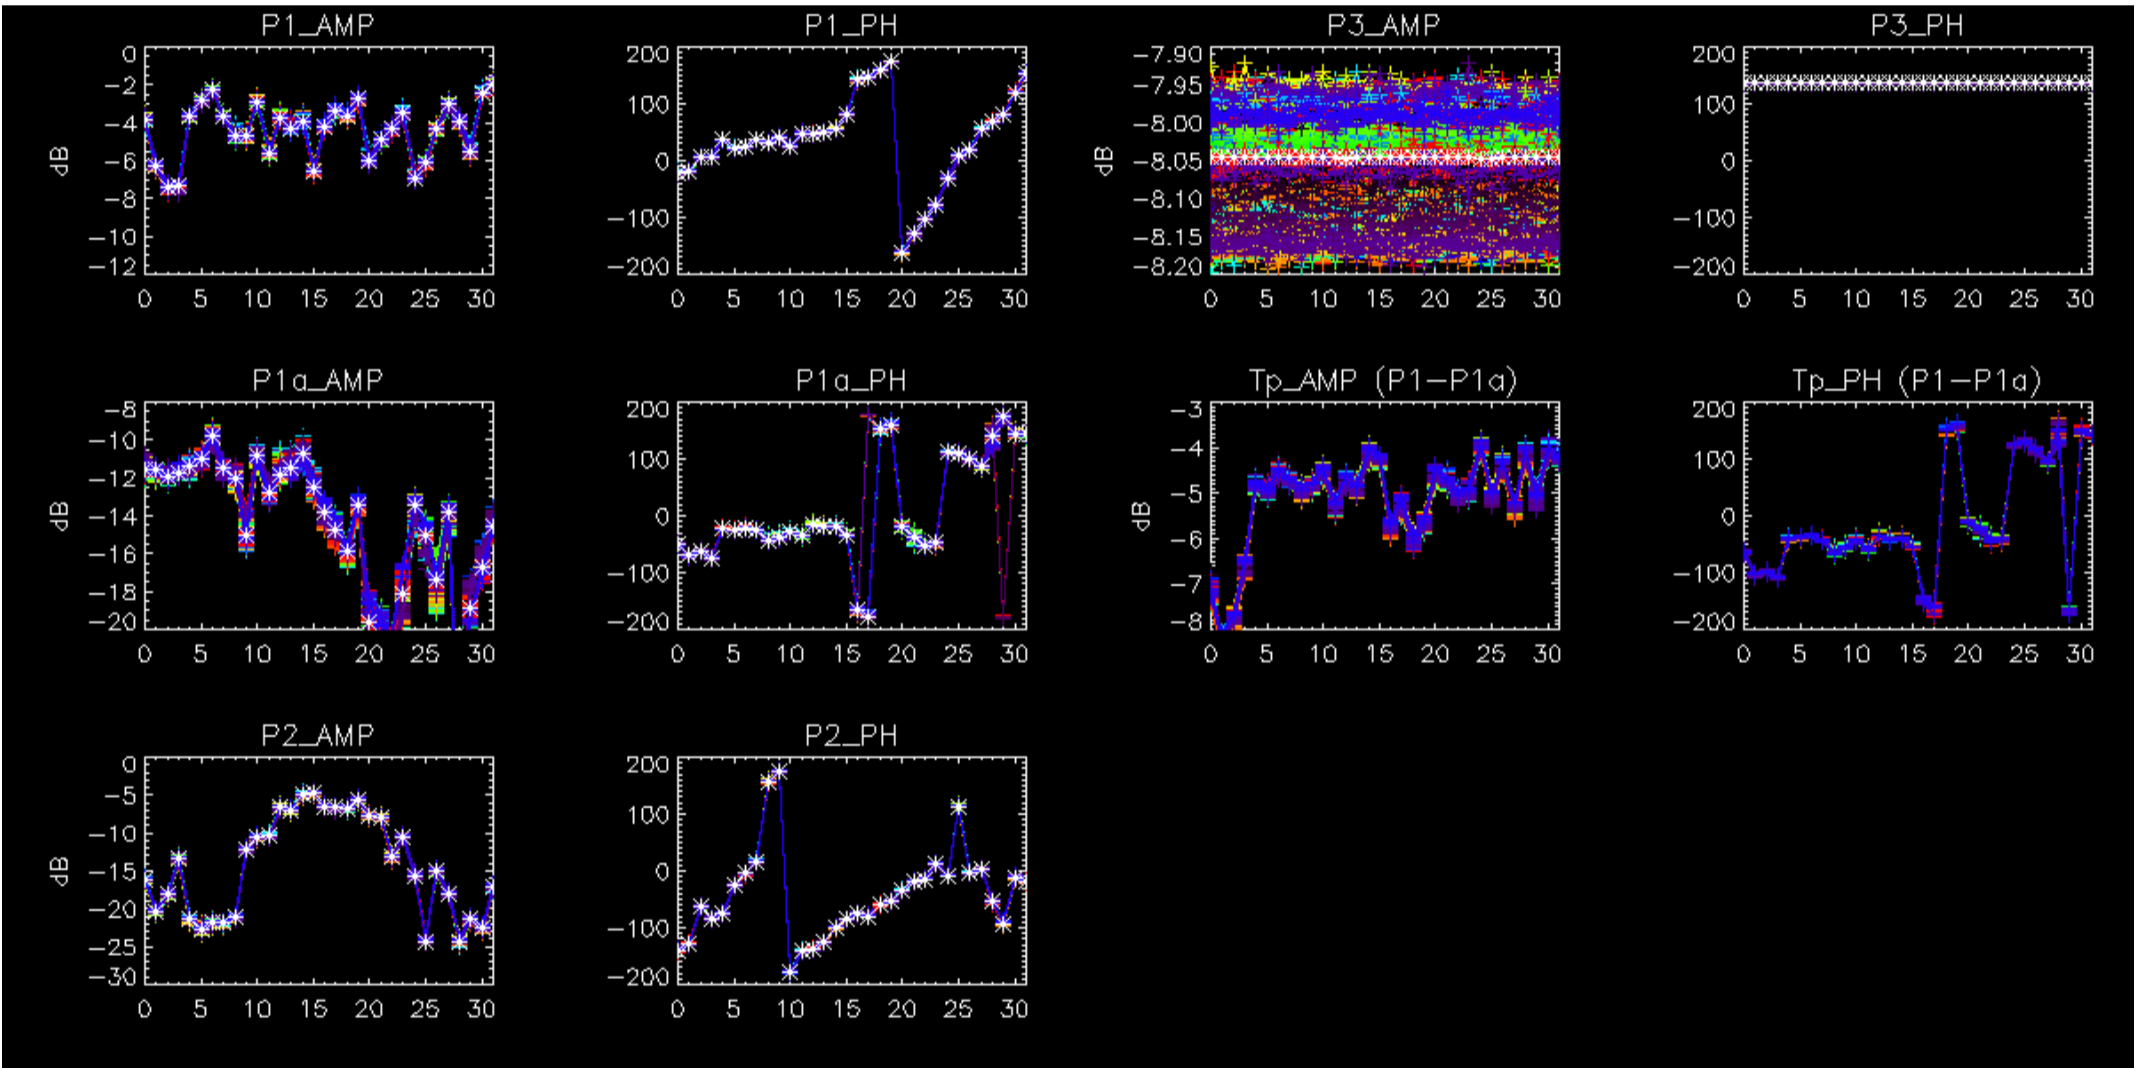 P1_AMP
0
−2
−4
−6
−8
−10
−12
dB
0 5 10 15 20 25 30
P1_PH
200
100
0
−100
−200
0 5 10 15 20 25 30
P3_AMP
−7.90
−7.95
−8.00
−8.05
−8.10
−8.15
−8.20
dB
0 5 10 15 20 25 30
P3_PH
200
100
0
−100
−200
0 5 10 15 20 25 30
P1a_AMP
−8
−10
−12
−14
−16
−18
−20
dB
0 5 10 15 20 25 30
P1a_PH
200
100
0
−100
−200
0 5 10 15 20 25 30
Tp_AMP (P1−P1a)
−3
−4
−5
−6
−7
−8
dB
0 5 10 15 20 25 30
Tp_PH (P1−P1a)
200
100
0
−100
−200
0 5 10 15 20 25 30
P2_AMP
0
−5
−10
−15
−20
−25
−30
dB
0 5 10 15 20 25 30
P2_PH
200
100
0
−100
−200
0 5 10 15 20 25 30